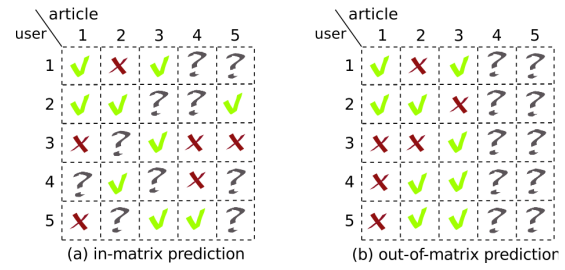 article
user 1 2 3 4 5
1 ? ?
2 ? ?
3 ?
4 ? ? ?
5 ? ?
(a) in-matrix prediction
article
user 1 2 3 4 5
1 ? ?
2 ? ?
3 ? ?
4 ? ?
5 ? ?
(b) out-of-matrix prediction